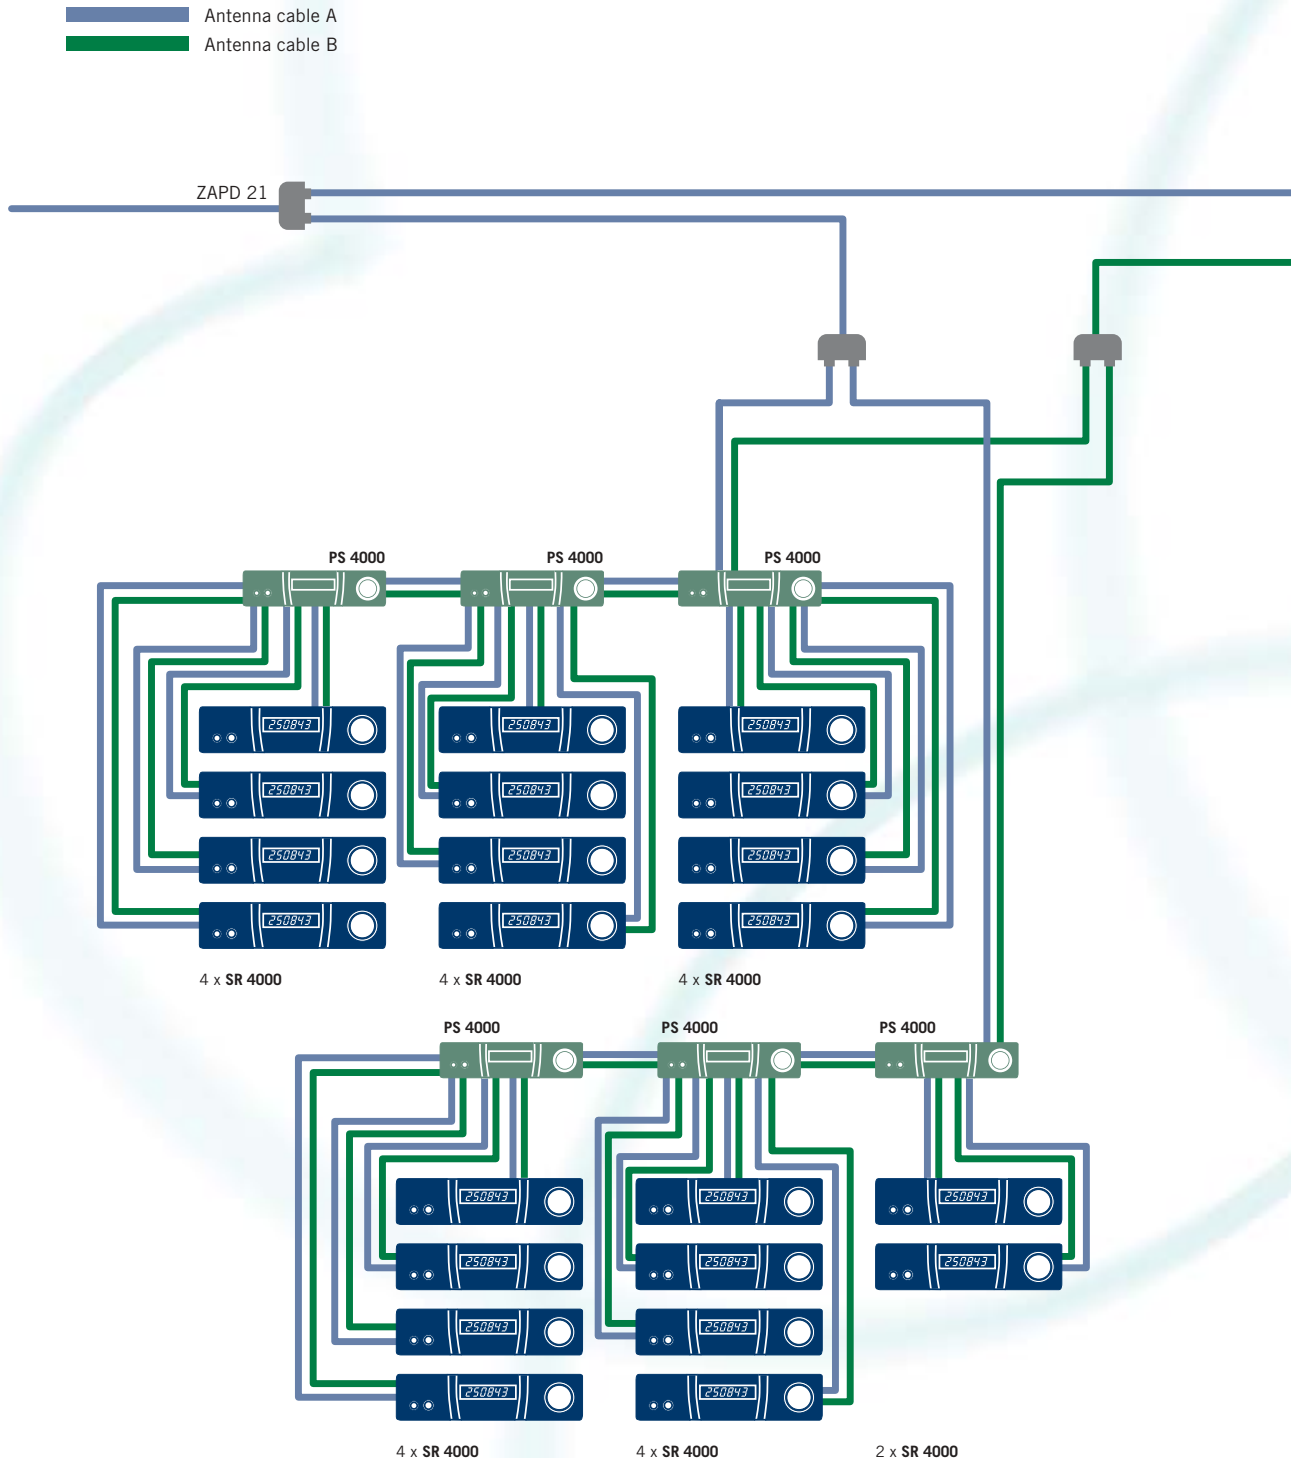 Antenna cable A
Antenna cable B
ZAPD 21
PS 4000 PS 4000 PS 4000
250843 250843 250843
250843 250843 250843
250843 250843 250843
250843 250843 250843
4 x SR 4000 4 x SR 4000 4 x SR 4000
PS 4000 PS 4000 PS 4000
250843 250843 250843
250843 250843 250843
250843 250843
250843 250843
4 x SR 4000 4 x SR 4000 2 x SR 4000